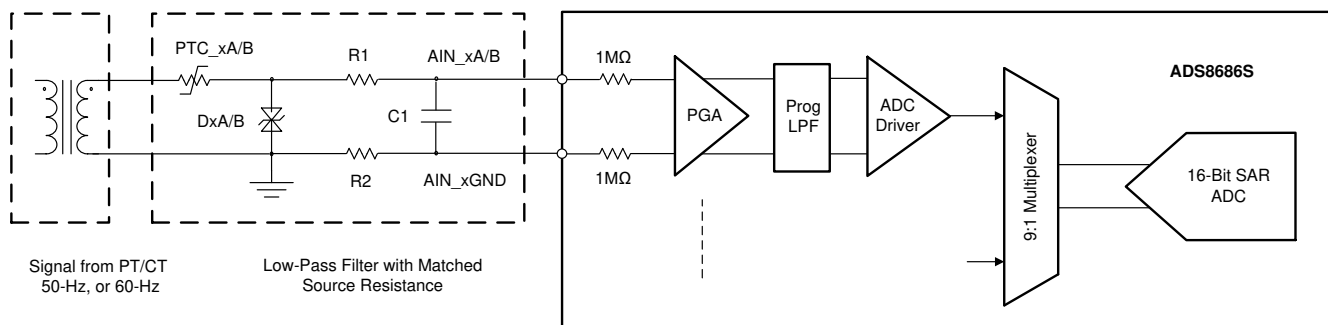 PTC_xA/B
R1
AIN_xA/B
1MΩ
ADS8686S
DxA/B
C1
PGA
Prog
LPF
ADC
Driver
9:1 Multiplexer
16-Bit SAR
ADC
R2
AIN_xGND
1MΩ
Signal from PT/CT
50-Hz, or 60-Hz
Low-Pass Filter with Matched
Source Resistance